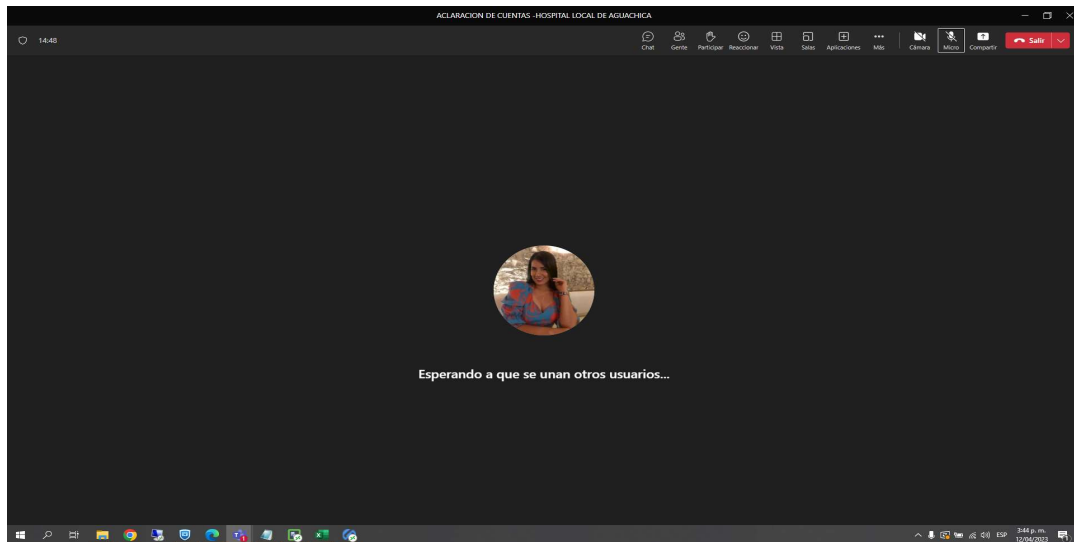 ACLARACION DE CUENTAS -HOSPITAL LOCAL DE AGUACHICA
14:48
Chat Gente Participar Reaccionar Vista Salas Aplicaciones Más Cámara Micro Compartir Salir
Esperando a que se unan otros usuarios...
ESP 3:44 p. m.
12/04/2023